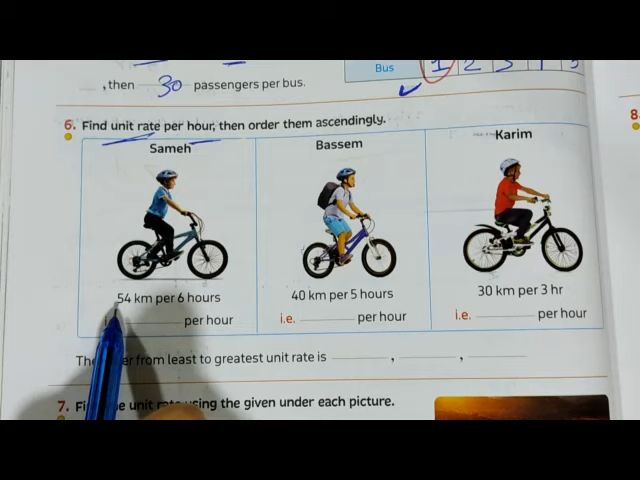 Bus 1 2 3
, then 30 passengers per bus.
8
6. Find unit rate per hour, then order them ascendingly.
Sameh Bassem Karim
54 km per 6 hours 40 km per 5 hours 30 km per 3 hr
per hour i.e. per hour i.e. per hour
from least to greatest unit rate is , ,
7. unit rate using the given under each picture.